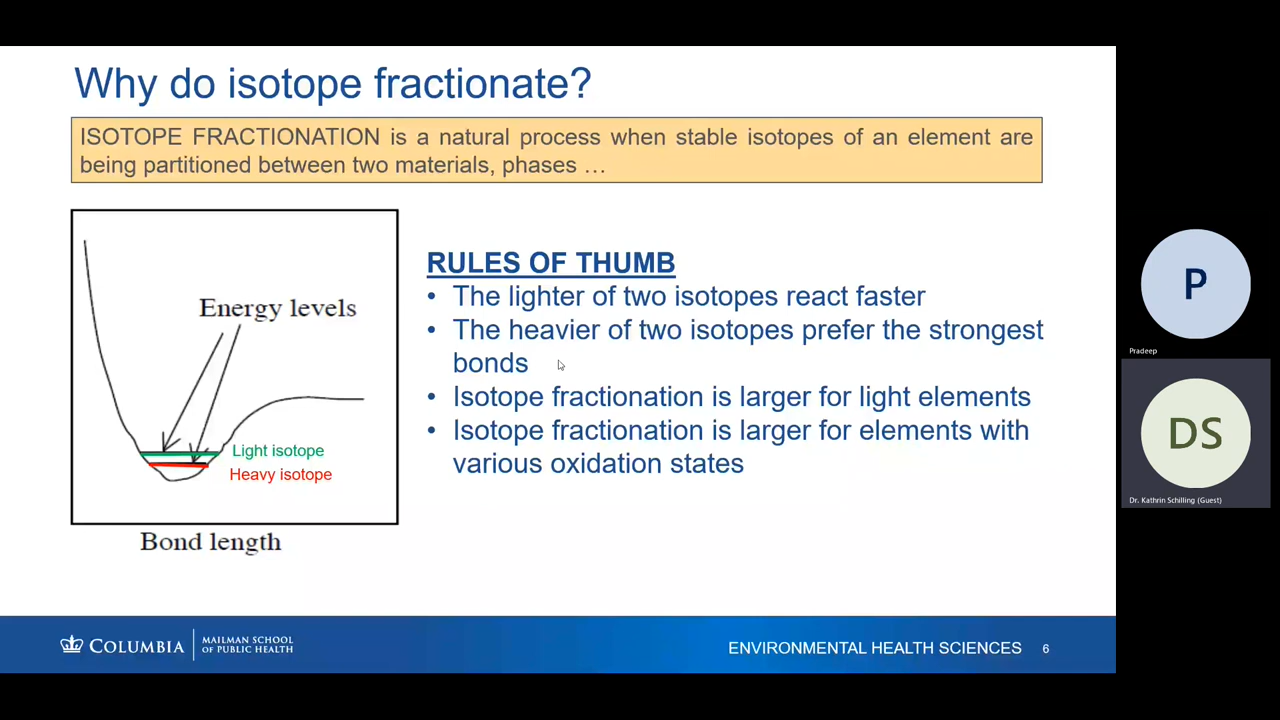 Why do isotope fractionate?
ISOTOPE FRACTIONATION is a natural process when stable isotopes of an element are
being partitioned between two materials, phases …
Energy levels
Light isotope
Heavy isotope
Bond length
RULES OF THUMB
• The lighter of two isotopes react faster
• The heavier of two isotopes prefer the strongest
bonds
• Isotope fractionation is larger for light elements
• Isotope fractionation is larger for elements with
various oxidation states
COLUMBIA
MAILMAN SCHOOL
OF PUBLIC HEALTH
ENVIRONMENTAL HEALTH SCIENCES 6
P
Pradeep
DS
Dr. Kathrin Schilling (Guest)